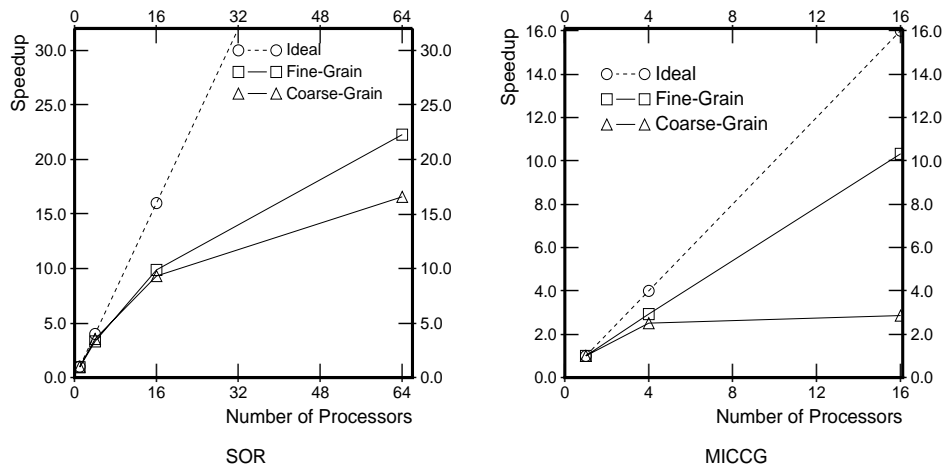 0 16 32 48 64
Speedup
30.0 30.0
25.0 25.0
20.0 20.0
15.0 15.0
10.0 10.0
5.0 5.0
0.0 0.0
Ideal
Fine-Grain
Coarse-Grain
0 16 32 48 64
Number of Processors
SOR
0 4 8 12 16
Speedup
16.0 16.0
14.0 14.0
12.0 12.0
10.0 10.0
8.0 8.0
6.0 6.0
4.0 4.0
2.0 2.0
0.0 0.0
Ideal
Fine-Grain
Coarse-Grain
0 4 8 12 16
Number of Processors
MICCG